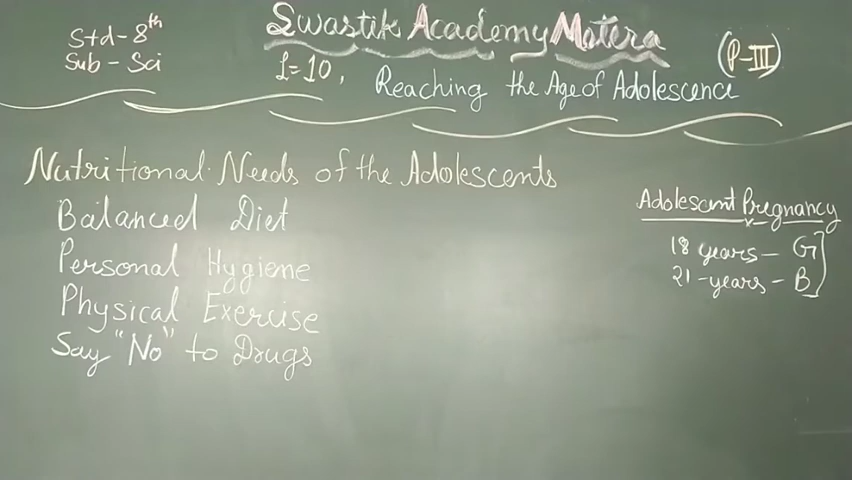 Std-8th
Sub - Sci
Swastik Academy Matera
(P-III)
L=10, Reaching the Age of Adolescence
Nutritional Needs of the Adolescents
Balanced Diet
Personal Hygiene
Physical Exercise
Say "No" to Drugs
Adolescent Pregnancy
18 years - G
21-years - B